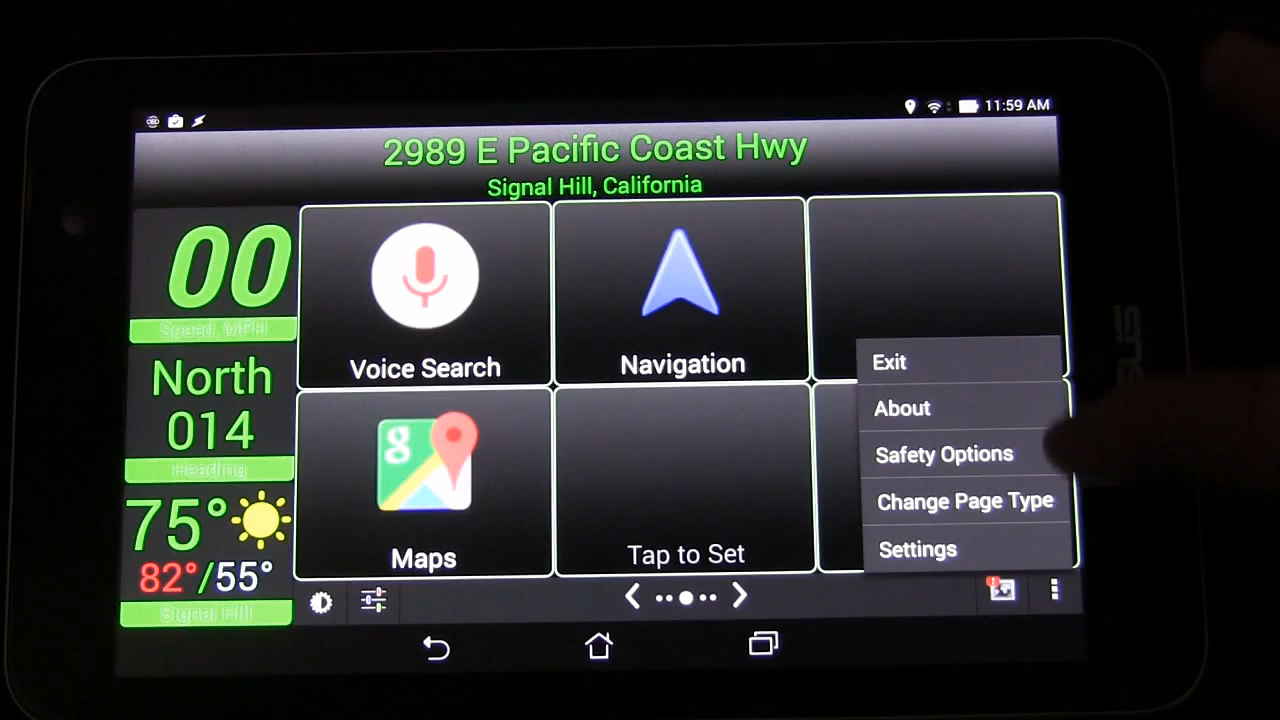 11:59 AM
2989 E Pacific Coast Hwy
Signal Hill, California
00
Speed, MPH
North
014
Heading
75°
82°/55°
Signal Hill
Voice Search
Navigation
g
Maps
Tap to Set
Exit
About
Safety Options
Change Page Type
Settings